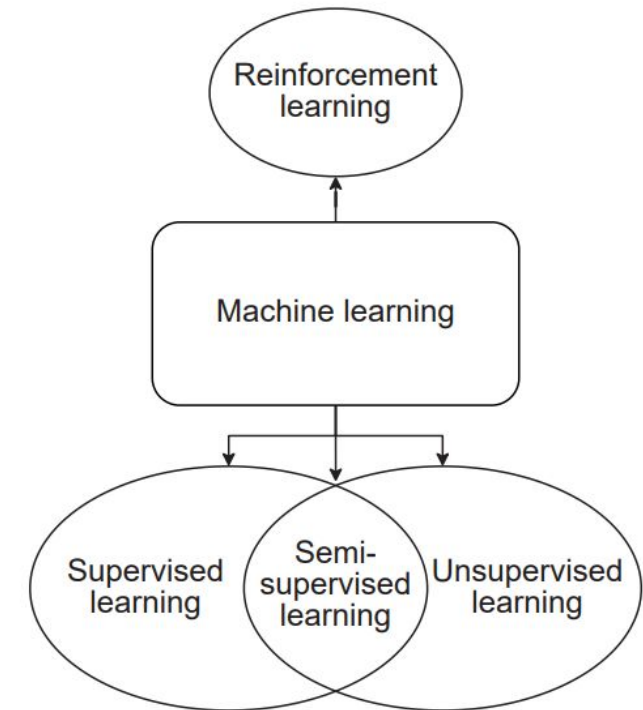 Reinforcement
learning
Machine learning
Supervised
learning
Semi-
supervised
learning
Unsupervised
learning